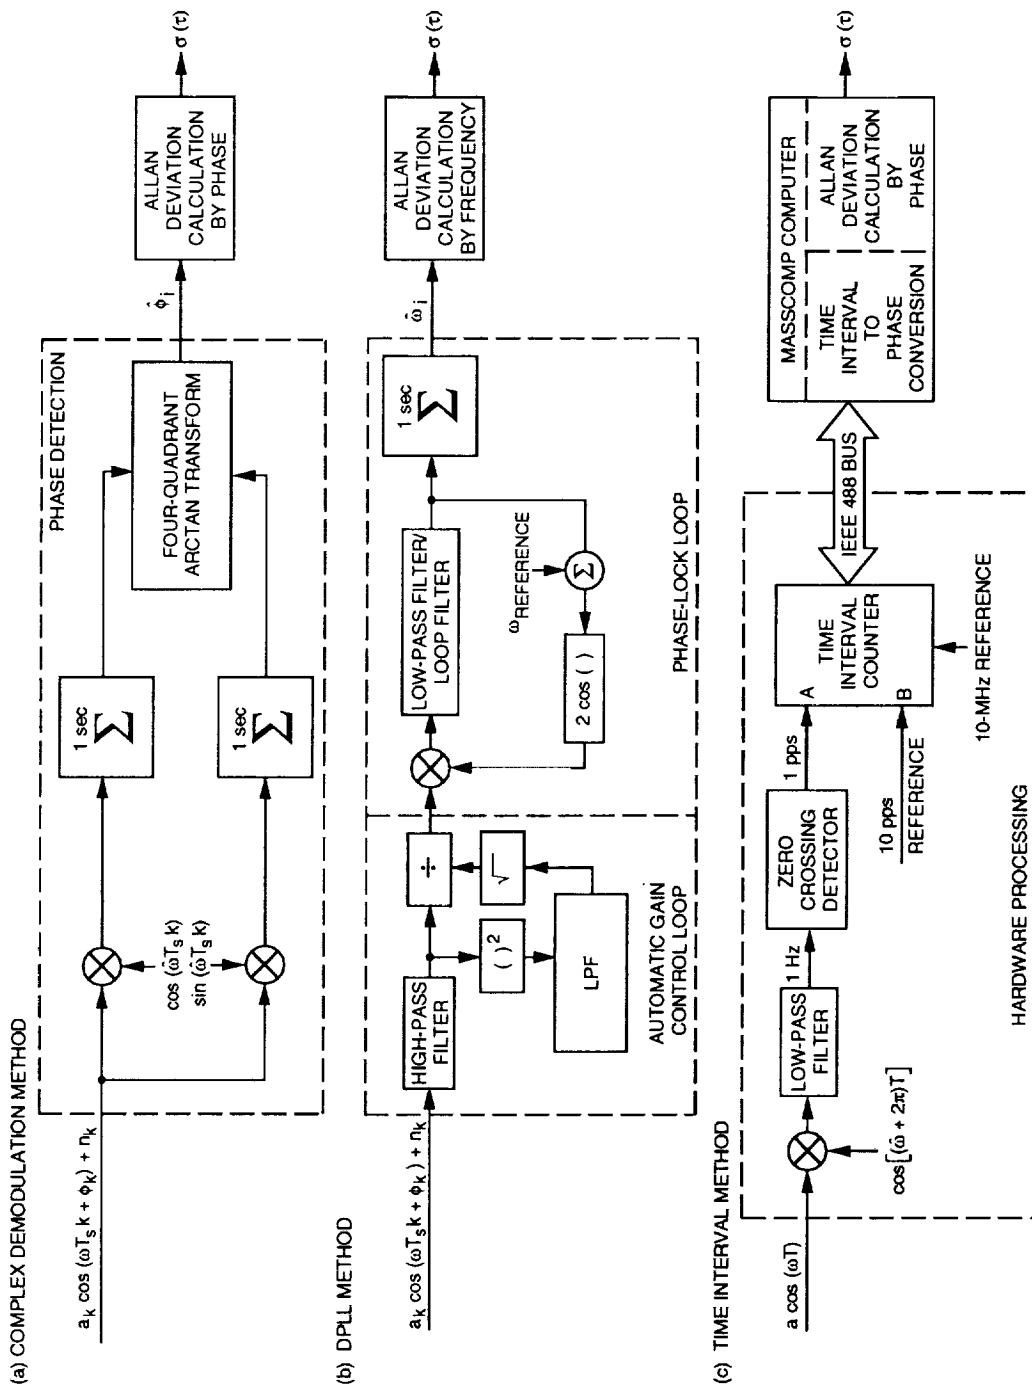 (a) COMPLEX DEMODULATION METHOD
a_k cos (ωT_s k + ϕ_k) + n_k
cos (ω̂T_s k)
sin (ω̂T_s k)
1 sec
Σ
1 sec
Σ
PHASE DETECTION
FOUR-QUADRANT
ARCTAN TRANSFORM
ϕ̂_i
ALLAN
DEVIATION
CALCULATION
BY PHASE
σ (τ)
(b) DPLL METHOD
a_k cos (ωT_s k + ϕ_k) + n_k
HIGH-PASS
FILTER
( )²
LPF
√
÷
AUTOMATIC GAIN
CONTROL LOOP
LOW-PASS FILTER/
LOOP FILTER
ω_REFERENCE
Σ
2 cos ( )
PHASE-LOCK LOOP
1 sec
Σ
ω̂_i
ALLAN
DEVIATION
CALCULATION
BY FREQUENCY
σ (τ)
(c) TIME INTERVAL METHOD
a cos (ωT)
cos[(ω̂ + 2π)T]
LOW-PASS
FILTER
1 Hz
ZERO
CROSSING
DETECTOR
1 pps
10 pps
REFERENCE
A
B
TIME
INTERVAL
COUNTER
10-MHz REFERENCE
HARDWARE PROCESSING
IEEE 488 BUS
MASSCOMP COMPUTER
TIME
INTERVAL
TO
PHASE
CONVERSION
ALLAN
DEVIATION
CALCULATION
BY
PHASE
σ (τ)